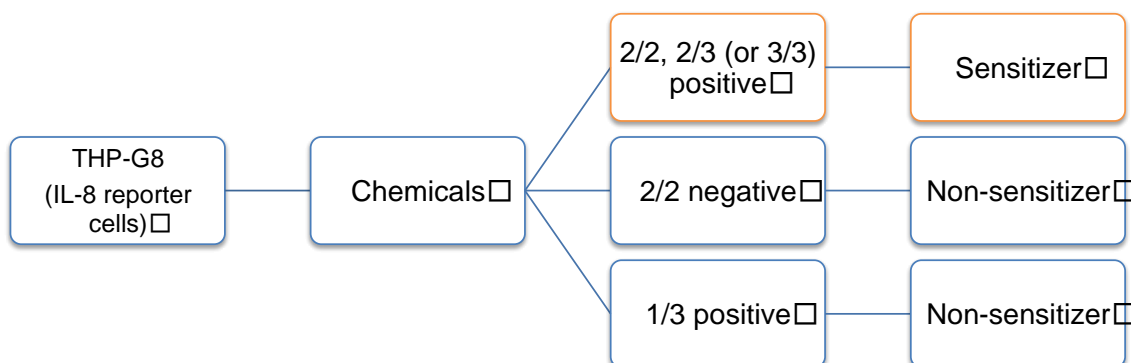 THP-G8
(IL-8 reporter
cells)□
Chemicals□
2/2, 2/3 (or 3/3)
positive□
Sensitizer□
2/2 negative□
Non-sensitizer□
1/3 positive□
Non-sensitizer□